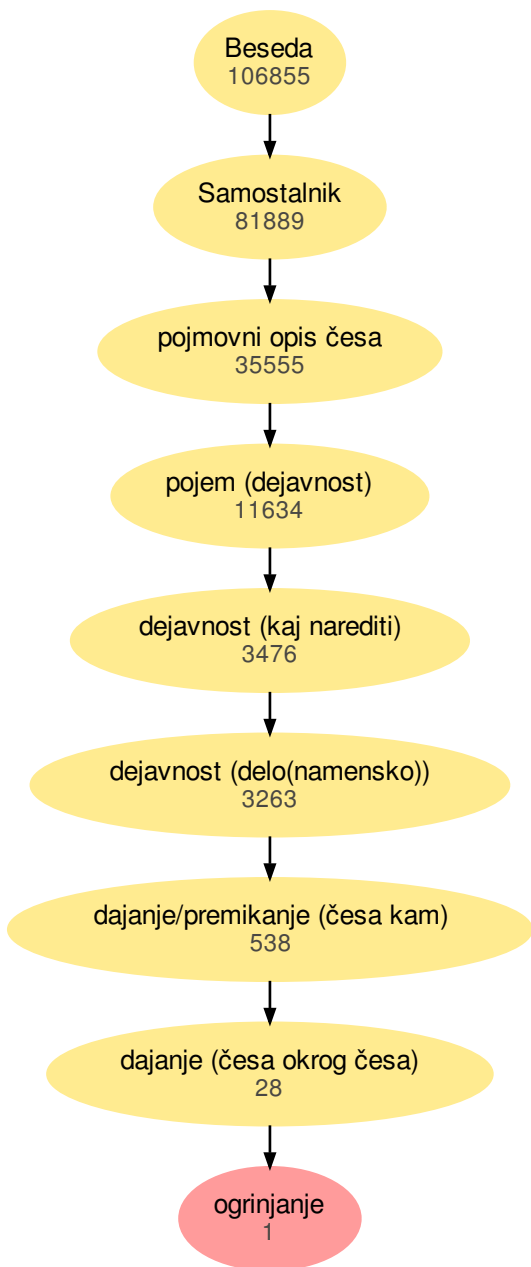 Beseda
106855
Samostalnik
81889
pojmovni opis česa
35555
pojem (dejavnost)
11634
dejavnost (kaj narediti)
3476
dejavnost (delo(namensko))
3263
dajanje/premikanje (česa kam)
538
dajanje (česa okrog česa)
28
ogrinjanje
1